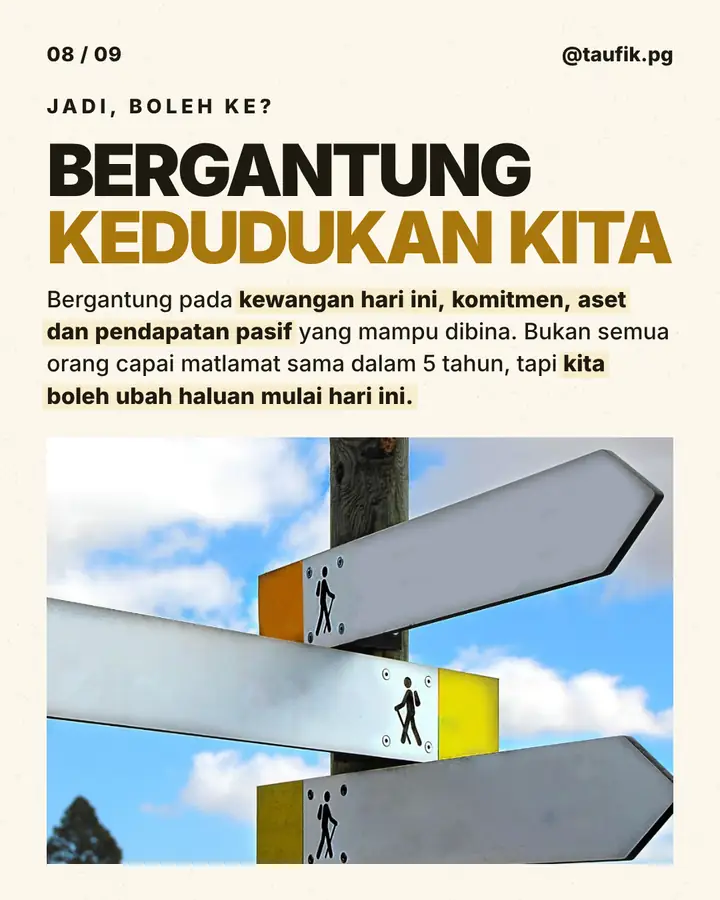 08 / 09
@taufik.pg
JADI, BOLEH KE?
BERGANTUNG
KEDUDUKAN KITA
Bergantung pada kewangan hari ini, komitmen, aset
dan pendapatan pasif yang mampu dibina. Bukan semua
orang capai matlamat sama dalam 5 tahun, tapi kita
boleh ubah haluan mulai hari ini.